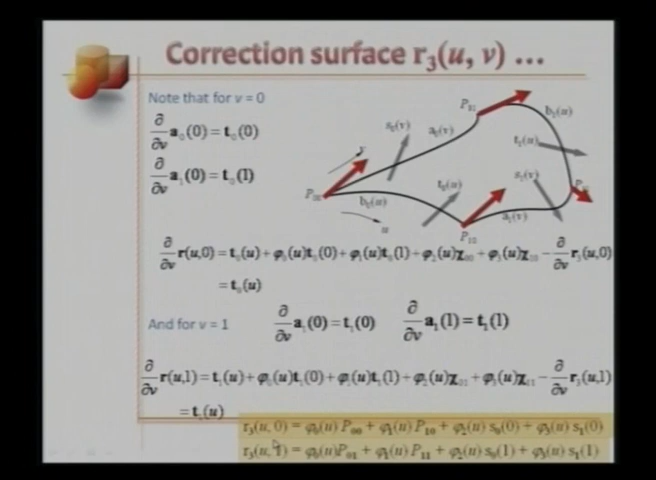 Correction surface r₃(u, v) ...
Note that for v = 0
∂/∂v a₀(0) = t₀(0)
∂/∂v a₁(0) = t₀(1)
P₀₁
b₁(u)
s₀(v)
a₀(v)
t₁(u)
v
s₁(v)
P₀₀
t₀(u)
b₀(u)
a₁(v)
u
P₁₀
∂/∂v r(u,0) = t₀(u) + φ₀(u)t₀(0) + φ₁(u)t₀(1) + φ₂(u)χ₀₀ + φ₃(u)χ₁₀ − ∂/∂v r₃(u,0)
= t₀(u)
And for v = 1
∂/∂v a₁(0) = t₁(0)
∂/∂v a₁(1) = t₁(1)
∂/∂v r(u,1) = t₁(u) + φ₀(u)t₁(0) + φ₁(u)t₁(1) + φ₂(u)χ₀₁ + φ₃(u)χ₁₁ − ∂/∂v r₃(u,1)
= t₁(u)
r₃(u, 0) = φ₀(u) P₀₀ + φ₁(u) P₁₀ + φ₂(u) s₀(0) + φ₃(u) s₁(0)
r₃(u, 1) = φ₀(u)P₀₁ + φ₁(u) P₁₁ + φ₂(u) s₀(1) + φ₃(u) s₁(1)